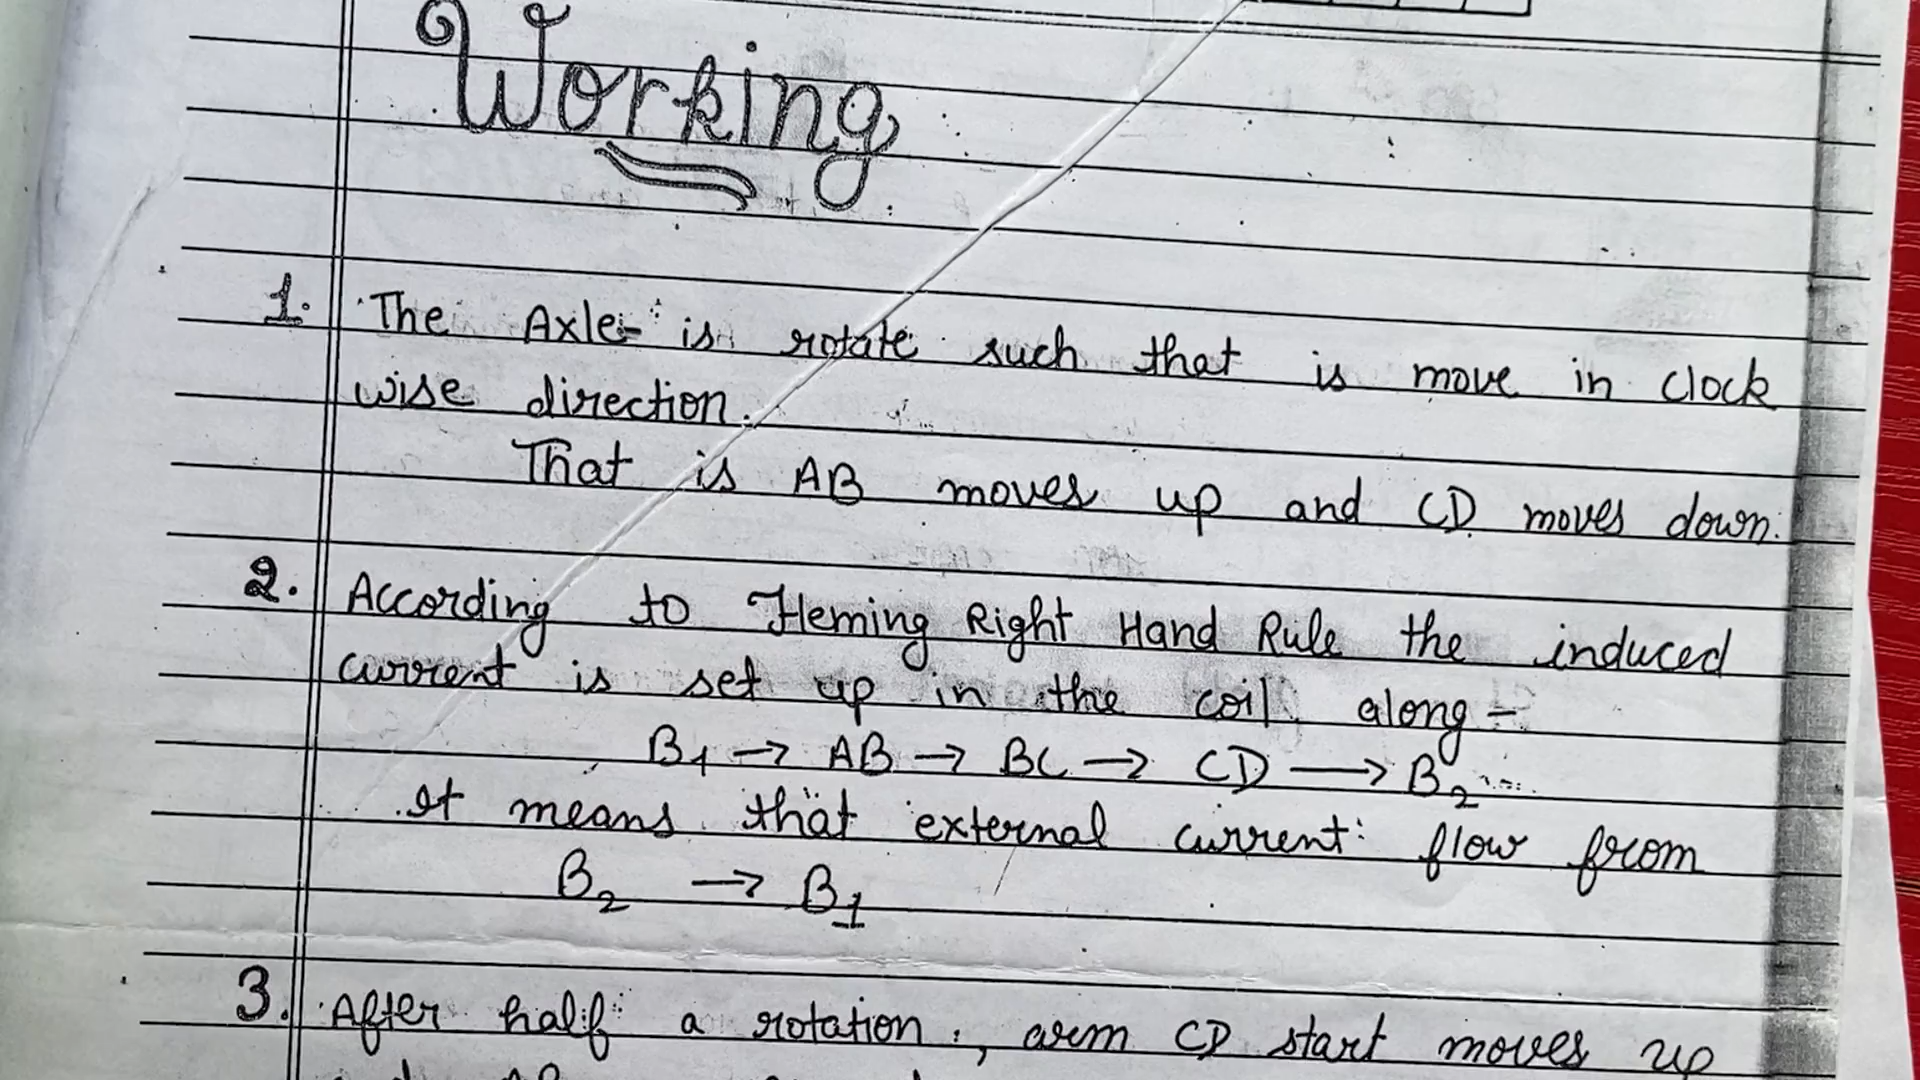 Working
1. The Axle is rotate such that is move in clock
wise direction.
That is AB moves up and CD moves down.
2. According to Fleming Right Hand Rule the induced
current is set up in the coil along-
B₁ → AB → BC → CD → B₂
It means that external current flow from
B₂ → B₁
3. After half a rotation, arm CD start moves up
AB